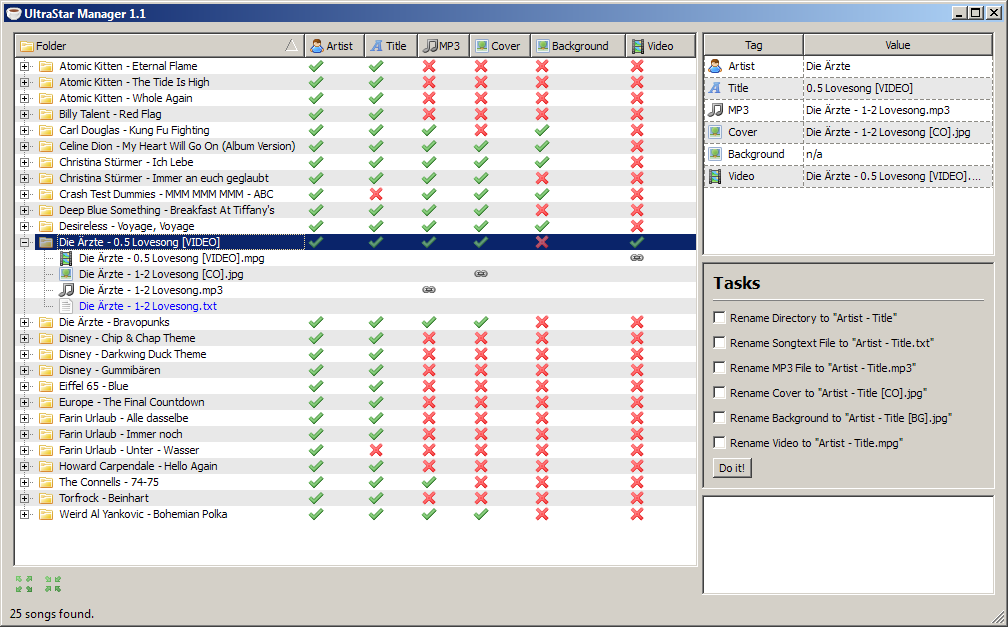 UltraStar Manager 1.1
Folder Artist Title MP3 Cover Background Video
Atomic Kitten - Eternal Flame
Atomic Kitten - The Tide Is High
Atomic Kitten - Whole Again
Billy Talent - Red Flag
Carl Douglas - Kung Fu Fighting
Celine Dion - My Heart Will Go On (Album Version)
Christina Stürmer - Ich Lebe
Christina Stürmer - Immer an euch geglaubt
Crash Test Dummies - MMM MMM MMM - ABC
Deep Blue Something - Breakfast At Tiffany's
Desireless - Voyage, Voyage
Die Ärzte - 0.5 Lovesong [VIDEO]
Die Ärzte - 0.5 Lovesong [VIDEO].mpg
Die Ärzte - 1-2 Lovesong [CO].jpg
Die Ärzte - 1-2 Lovesong.mp3
Die Ärzte - 1-2 Lovesong.txt
Die Ärzte - Bravopunks
Disney - Chip & Chap Theme
Disney - Darkwing Duck Theme
Disney - Gummibären
Eiffel 65 - Blue
Europe - The Final Countdown
Farin Urlaub - Alle dasselbe
Farin Urlaub - Immer noch
Farin Urlaub - Unter - Wasser
Howard Carpendale - Hello Again
The Connells - 74-75
Torfrock - Beinhart
Weird Al Yankovic - Bohemian Polka
25 songs found.
Tag Value
Artist Die Ärzte
Title 0.5 Lovesong [VIDEO]
MP3 Die Ärzte - 1-2 Lovesong.mp3
Cover Die Ärzte - 1-2 Lovesong [CO].jpg
Background n/a
Video Die Ärzte - 0.5 Lovesong [VIDEO]....
Tasks
Rename Directory to "Artist - Title"
Rename Songtext File to "Artist - Title.txt"
Rename MP3 File to "Artist - Title.mp3"
Rename Cover to "Artist - Title [CO].jpg"
Rename Background to "Artist - Title [BG].jpg"
Rename Video to "Artist - Title.mpg"
Do it!